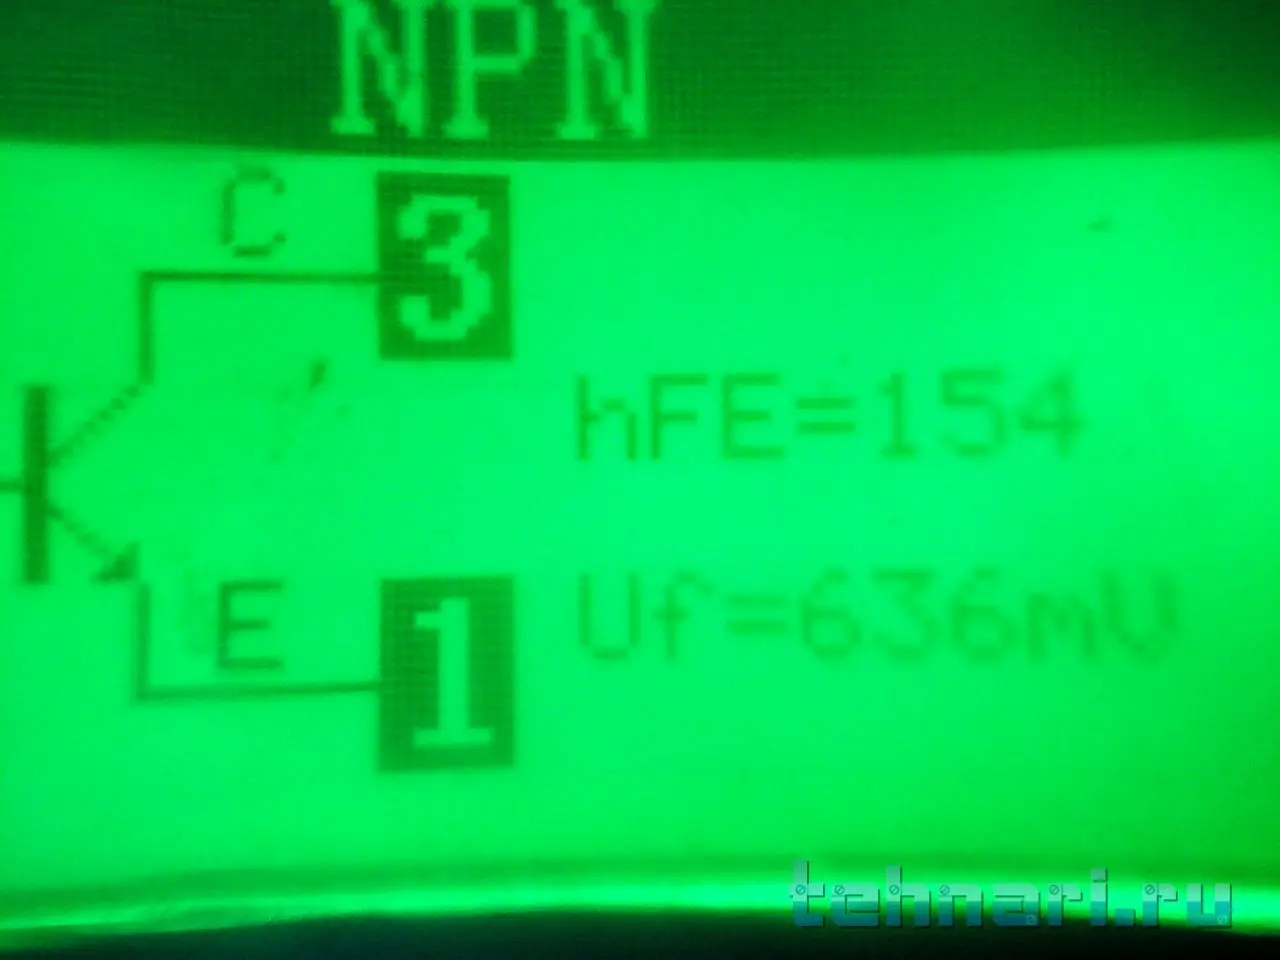 NPN
C 3
hFE=154
Uf=636mV
E 1
tehnari.ru